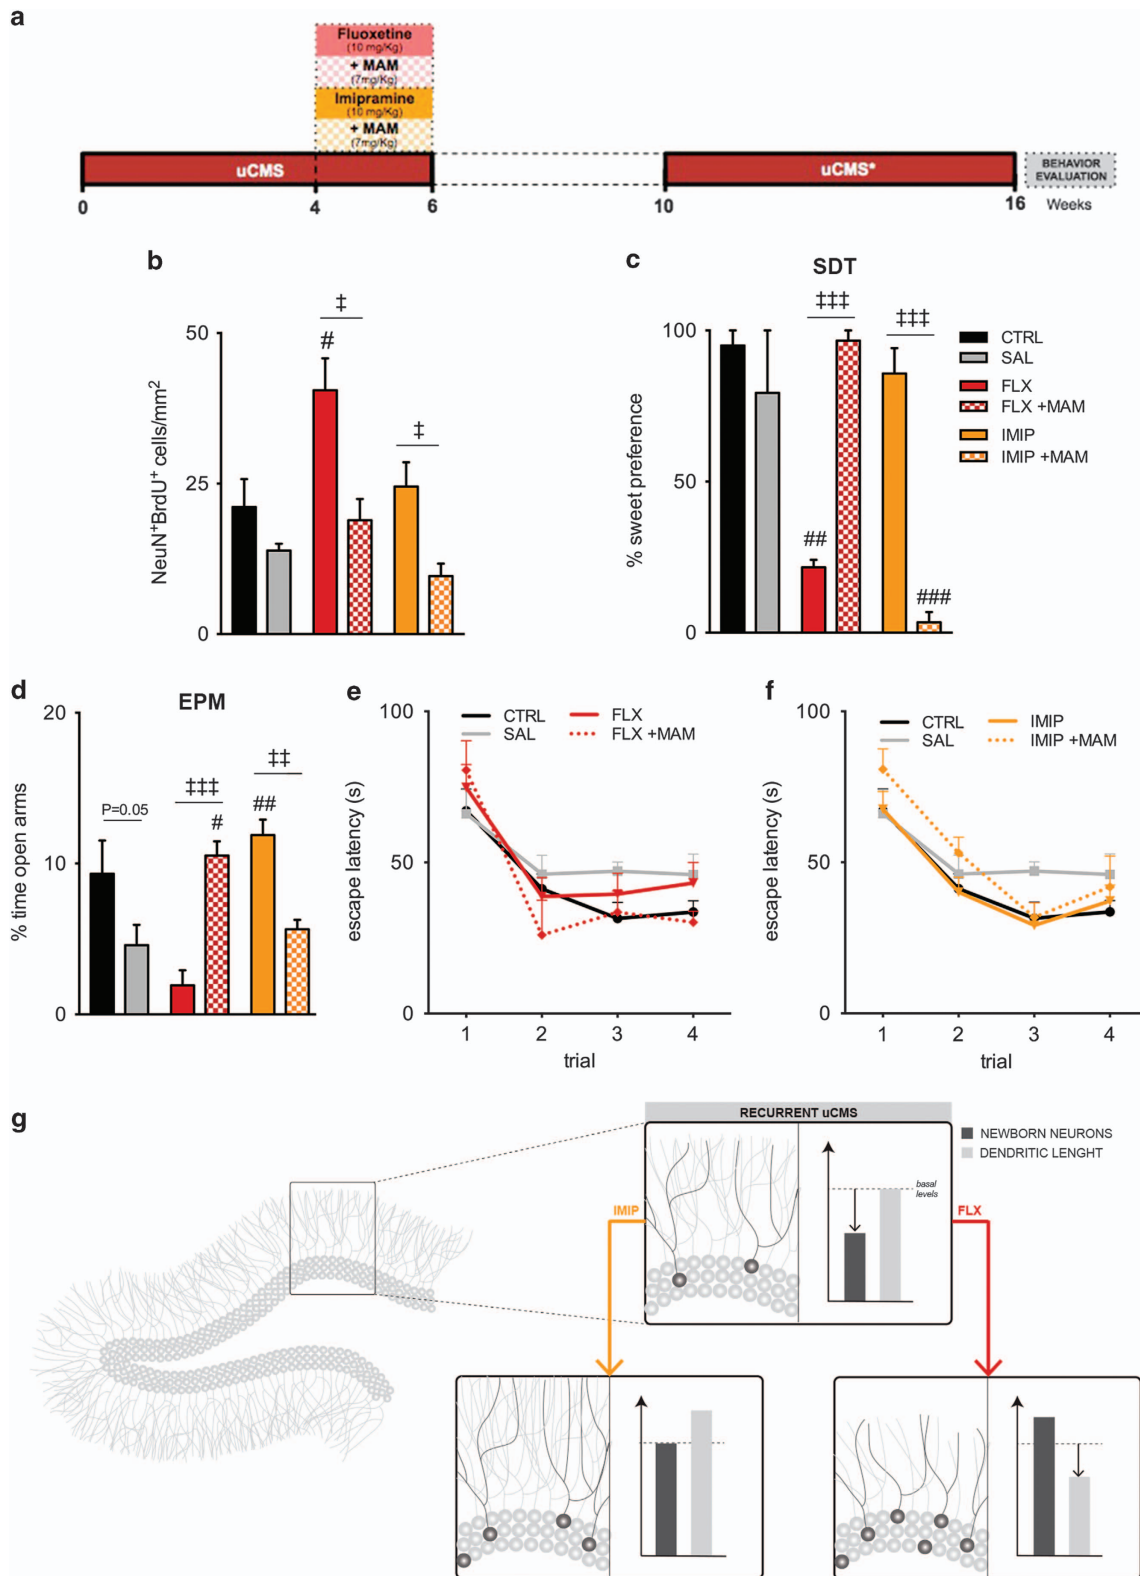 a
Fluoxetine
(10 mg/Kg)
+ MAM
(7mg/Kg)
Imipramine
(10 mg/Kg)
+ MAM
(7mg/Kg)
uCMS
uCMS*
BEHAVIOR
EVALUATION
0
4
6
10
16
Weeks
b
NeuN+BrdU+ cells/mm2
50
25
0
#
‡
‡
c
SDT
% sweet preference
100
50
0
##
‡‡‡
‡‡‡
###
CTRL
SAL
FLX
FLX +MAM
IMIP
IMIP +MAM
d
EPM
% time open arms
20
10
0
P=0.05
‡‡‡
#
‡‡
##
e
CTRL
SAL
FLX
FLX +MAM
escape latency (s)
100
50
0
1 2 3 4
trial
f
CTRL
SAL
IMIP
IMIP +MAM
escape latency (s)
100
50
0
1 2 3 4
trial
g
RECURRENT uCMS
NEWBORN NEURONS
DENDRITIC LENGHT
basal
levels
IMIP
FLX